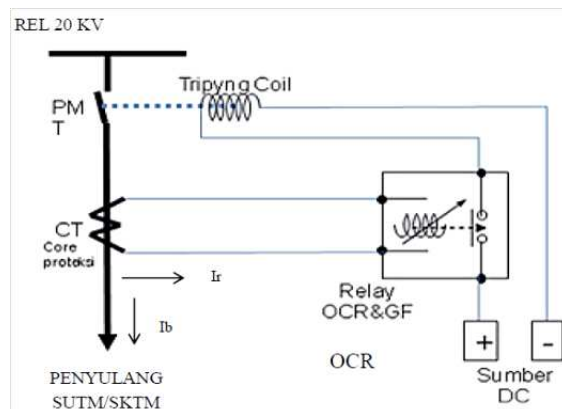 REL 20 KV
Tripyng Coil
PM
T
CT
Core
proteksi
Ir
Ib
Relay
OCR&GF
OCR
+
-
Sumber
DC
PENYULANG
SUTM/SKTM